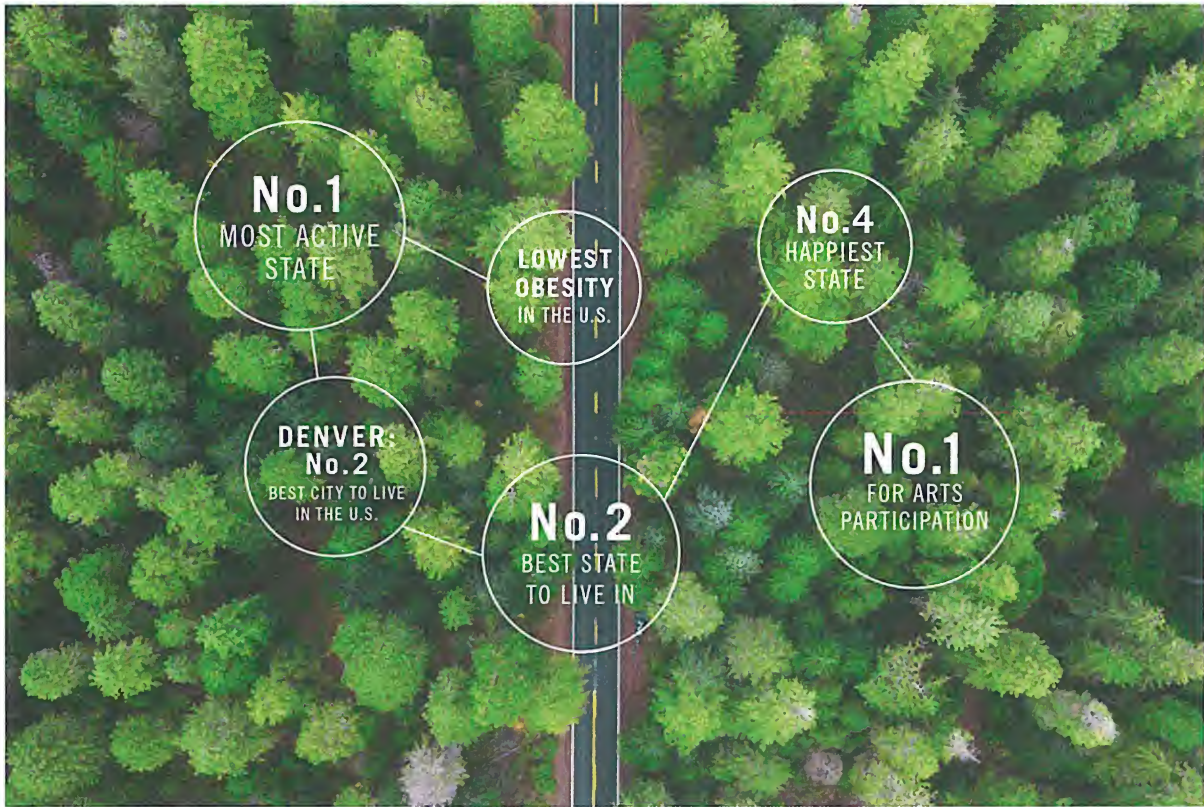 No.1
MOST ACTIVE
STATE
LOWEST
OBESITY
IN THE U.S.
No.4
HAPPIEST
STATE
DENVER:
No.2
BEST CITY TO LIVE
IN THE U.S.
No.2
BEST STATE
TO LIVE IN
No.1
FOR ARTS
PARTICIPATION